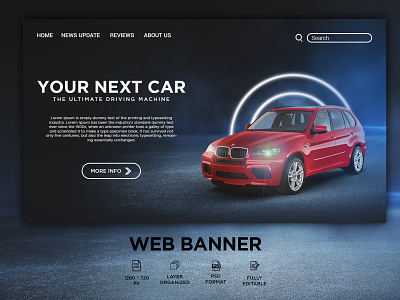 HOME NEWS UPDATE REVIEWS ABOUT US
Search
YOUR NEXT CAR
THE ULTIMATE DRIVING MACHINE
Lorem Ipsum is simply dummy text of the printing and
typesetting industry. Lorem Ipsum has been the industry's
standard dummy text
ever since the 1500s, when an unknown printer took a galley of type
and scrambled it to make a type
specimen book. It has survived
not only five centuries, but also the leap into electronic
typesetting, remaining
essentially unchanged.
MORE INFO
WEB BANNER
1280 * 720 PX
LAYER ORGANIZED
PSD FORMAT
FULLY EDITABLE